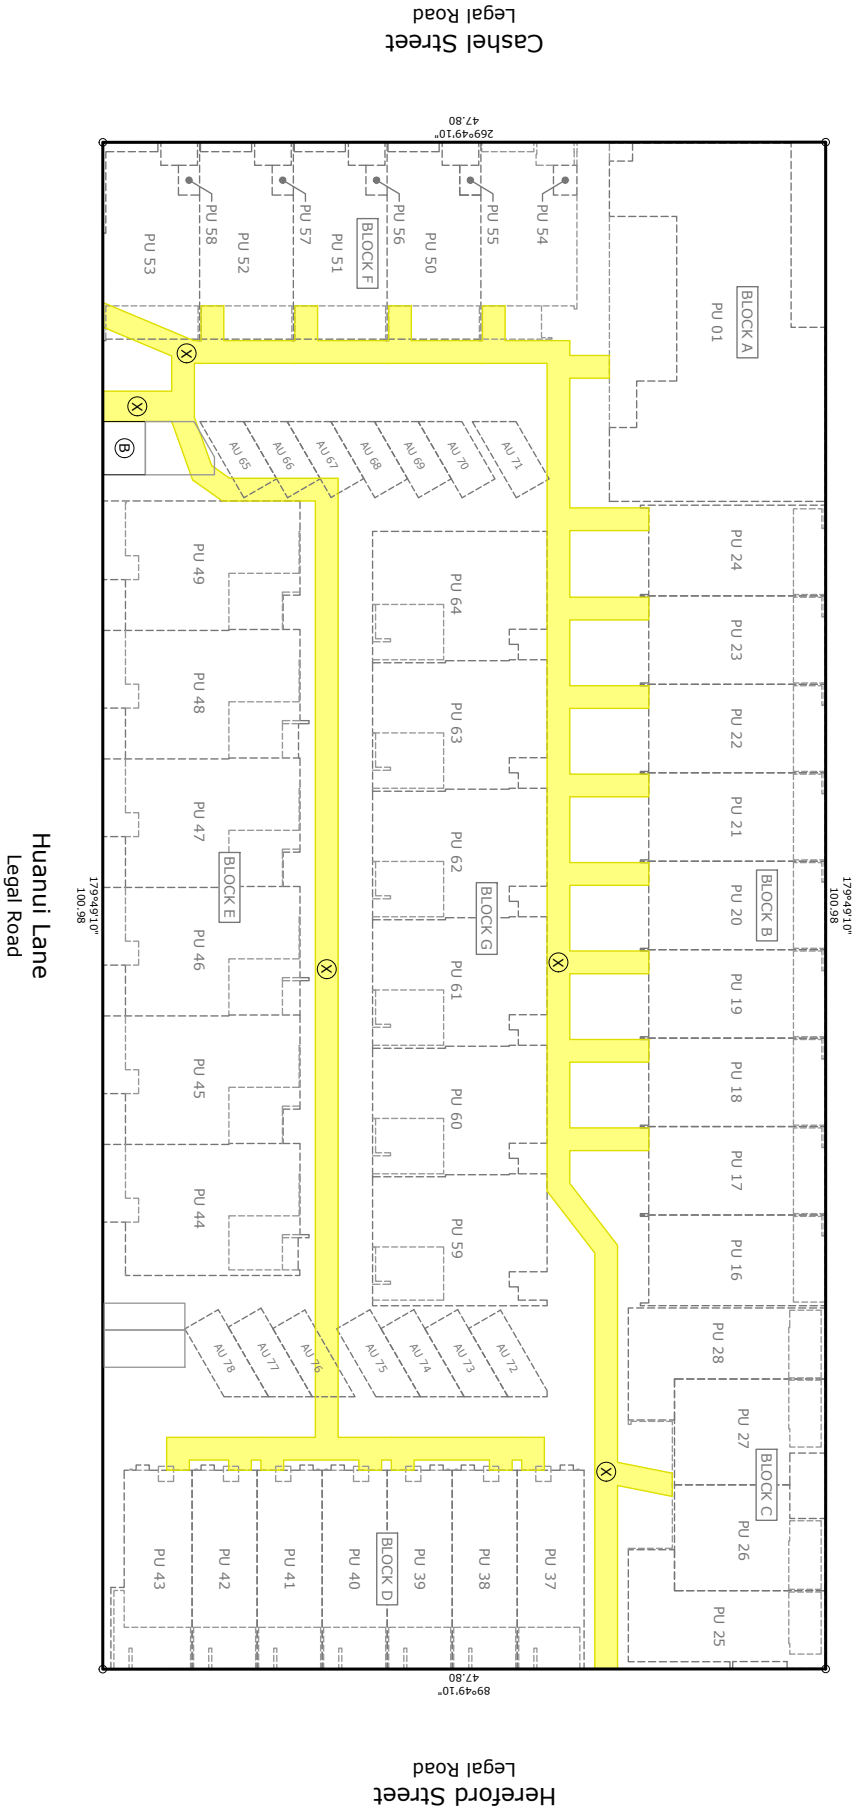 Cashel Street
Legal Road
269°49'10"
47.80
PU 58
PU 57
PU 56
PU 55
PU 54
PU 53
PU 52
PU 51
BLOCK F
PU 50
BLOCK A
PU 01
X
X
B
AU 65
AU 66
AU 67
AU 68
AU 69
AU 70
AU 71
PU 49
PU 48
PU 47
BLOCK E
PU 46
PU 45
PU 44
PU 64
PU 63
PU 62
BLOCK G
PU 61
PU 60
PU 59
X
X
PU 24
PU 23
PU 22
PU 21
PU 20
BLOCK B
PU 19
PU 18
PU 17
PU 16
Huanui Lane
Legal Road
179°49'10"
100.98
179°49'10"
100.98
AU 78
AU 77
AU 76
AU 75
AU 74
AU 73
AU 72
PU 28
PU 27
BLOCK C
PU 26
PU 25
X
PU 43
PU 42
PU 41
PU 40
BLOCK D
PU 39
PU 38
PU 37
47.80
89°49'10"
Hereford Street
Legal Road